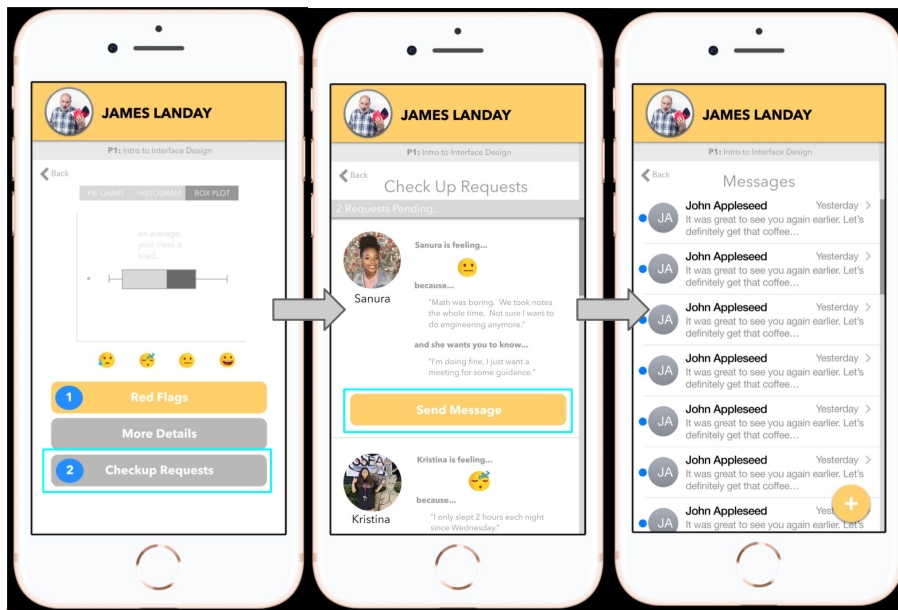 JAMES LANDAY
P1: Intro to Interface Design
Back
PIE CHART
HISTOGRAM
BOX PLOT
on average,
your class is
tired...
1
Red Flags
More Details
2
Checkup Requests
JAMES LANDAY
P1: Intro to Interface Design
Back
Check Up Requests
2 Requests Pending...
Sanura is feeling...
because...
Sanura
"Math was boring. We took notes
the whole time. Not sure I want to
do engineering anymore."
and she wants you to know...
"I'm doing fine, I just want a
meeting for some guidance."
Send Message
Kristina is feeling...
because...
Kristina
"I only slept 2 hours each night
since Wednesday."
JAMES LANDAY
P1: Intro to Interface Design
Back
Messages
John Appleseed Yesterday
JA
It was great to see you again earlier. Let's
definitely get that coffee...
John Appleseed Yesterday
JA
It was great to see you again earlier. Let's
definitely get that coffee...
John Appleseed Yesterday
JA
It was great to see you again earlier. Let's
definitely get that coffee...
John Appleseed Yesterday
JA
It was great to see you again earlier. Let's
definitely get that coffee...
John Appleseed Yesterday
JA
It was great to see you again earlier. Let's
definitely get that coffee...
John Appleseed Yesterday
JA
It was great to see you again earlier. Let's
definitely get that coffee...
John Appleseed
JA
It was great to see you again earlier. Let's